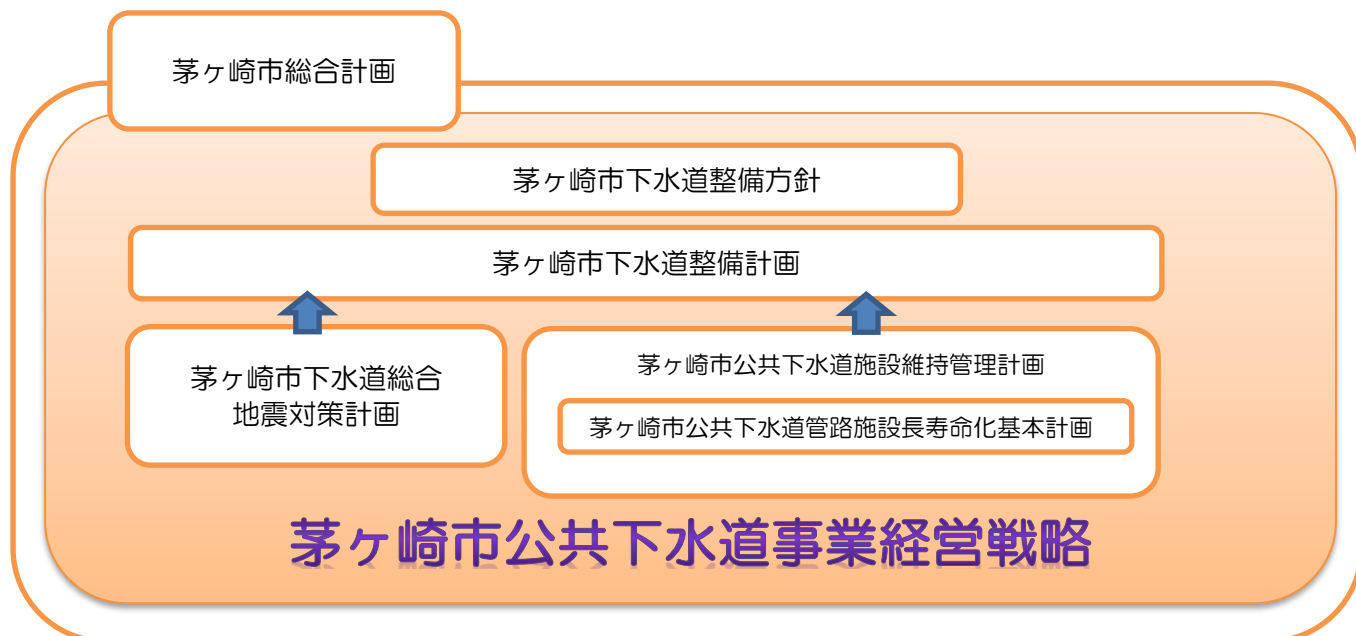 茅ヶ崎市総合計画
茅ヶ崎市下水道整備方針
茅ヶ崎市下水道整備計画
茅ヶ崎市下水道総合
地震対策計画
茅ヶ崎市公共下水道施設維持管理計画
茅ヶ崎市公共下水道管路施設長寿命化基本計画
茅ヶ崎市公共下水道事業経営戦略